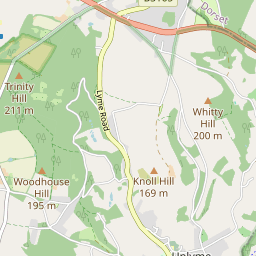 Dorset
Trinity
Hill
211 m
Lyme Road
Whitty
Hill
200 m
Woodhouse
Hill
195 m
Knoll Hill
169 m